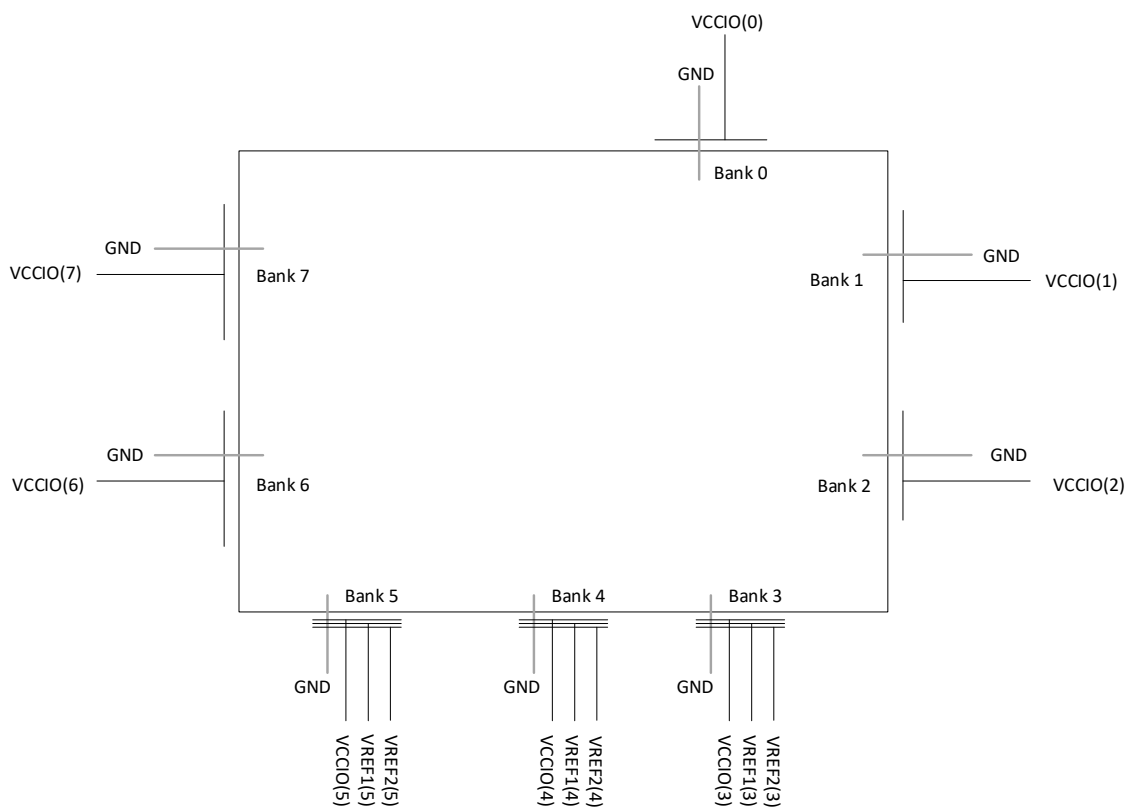 VCCIO(0)
GND
Bank 0
GND
VCCIO(7)
Bank 7
GND
Bank 1
VCCIO(1)
GND
VCCIO(6)
Bank 6
GND
Bank 2
VCCIO(2)
Bank 5
Bank 4
Bank 3
GND
GND
GND
VCCIO(5)
VREF1(5)
VREF2(5)
VCCIO(4)
VREF1(4)
VREF2(4)
VCCIO(3)
VREF1(3)
VREF2(3)